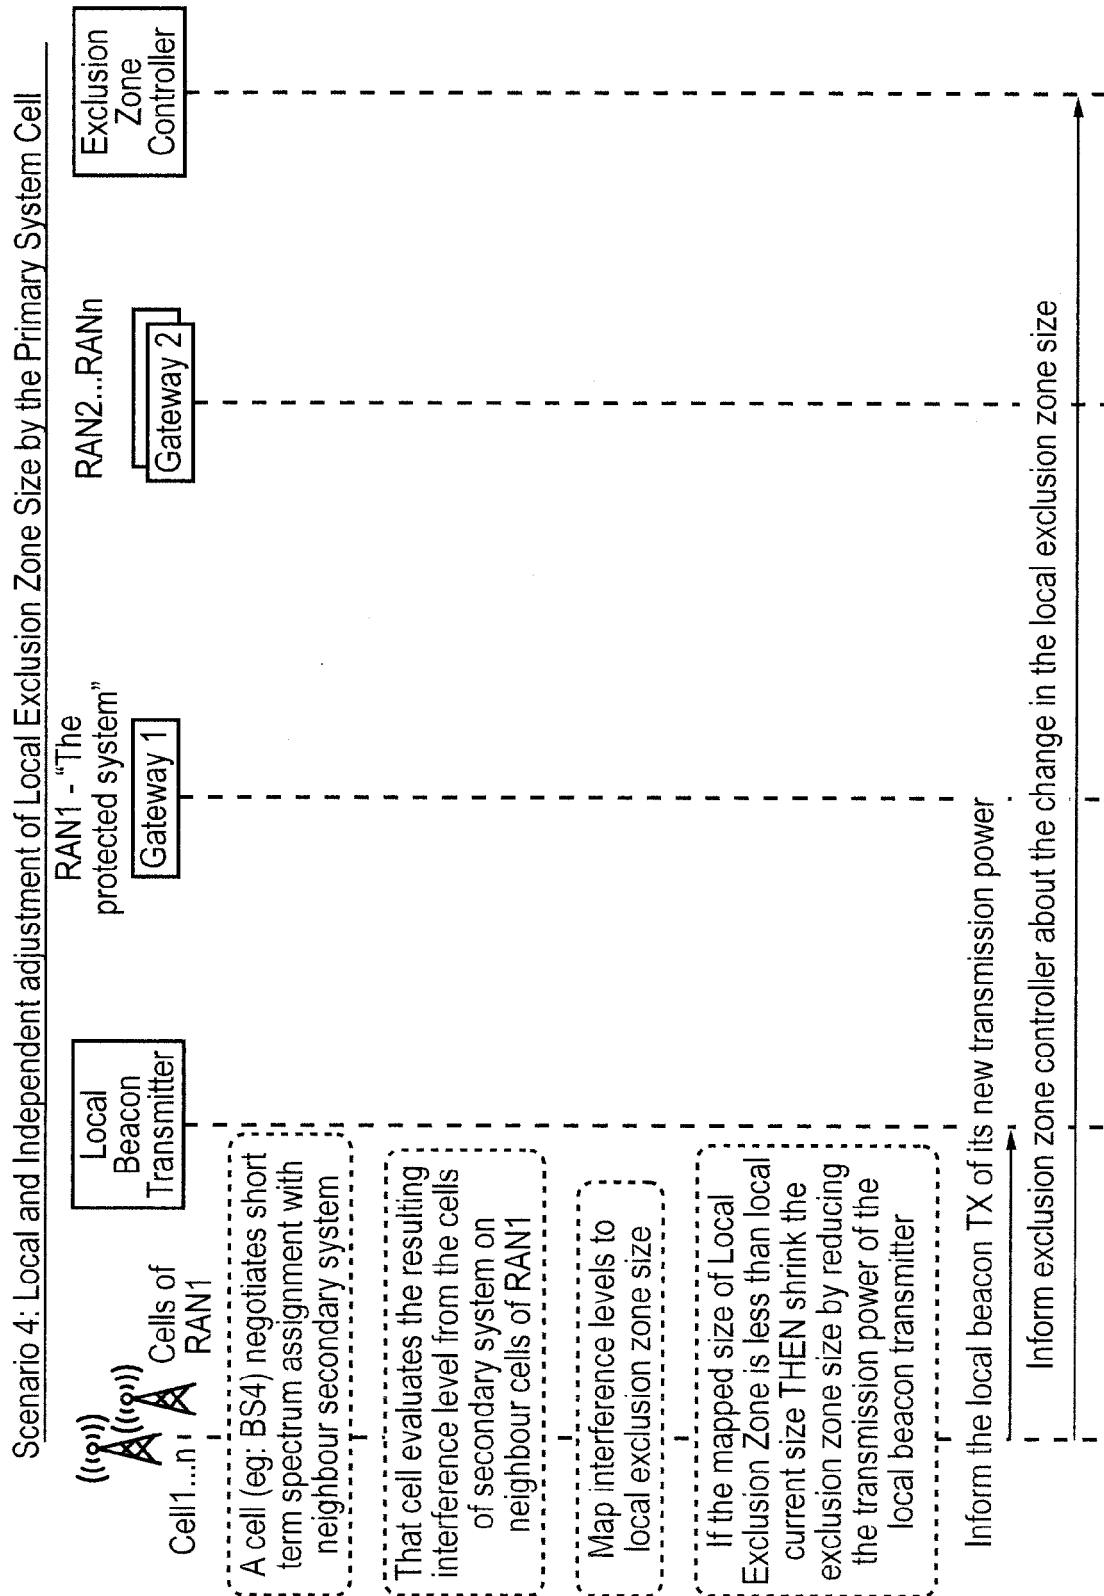 Scenario 4: Local and Independent adjustment of Local Exclusion Zone Size by the Primary System Cell
Cell1...n
Cells of
RAN1
Local
Beacon
Transmitter
RAN1 - “The
protected system”
Gateway 1
RAN2...RANn
Gateway 2
Exclusion
Zone
Controller
A cell (eg: BS4) negotiates short
term spectrum assignment with
neighbour secondary system
That cell evaluates the resulting
interference level from the cells
of secondary system on
neighbour cells of RAN1
Map interference levels to
local exclusion zone size
If the mapped size of Local
Exclusion Zone is less than local
current size THEN shrink the
exclusion zone size by reducing
the transmission power of the
local beacon transmitter
Inform the local beacon TX of its new transmission power
Inform exclusion zone controller about the change in the local exclusion zone size